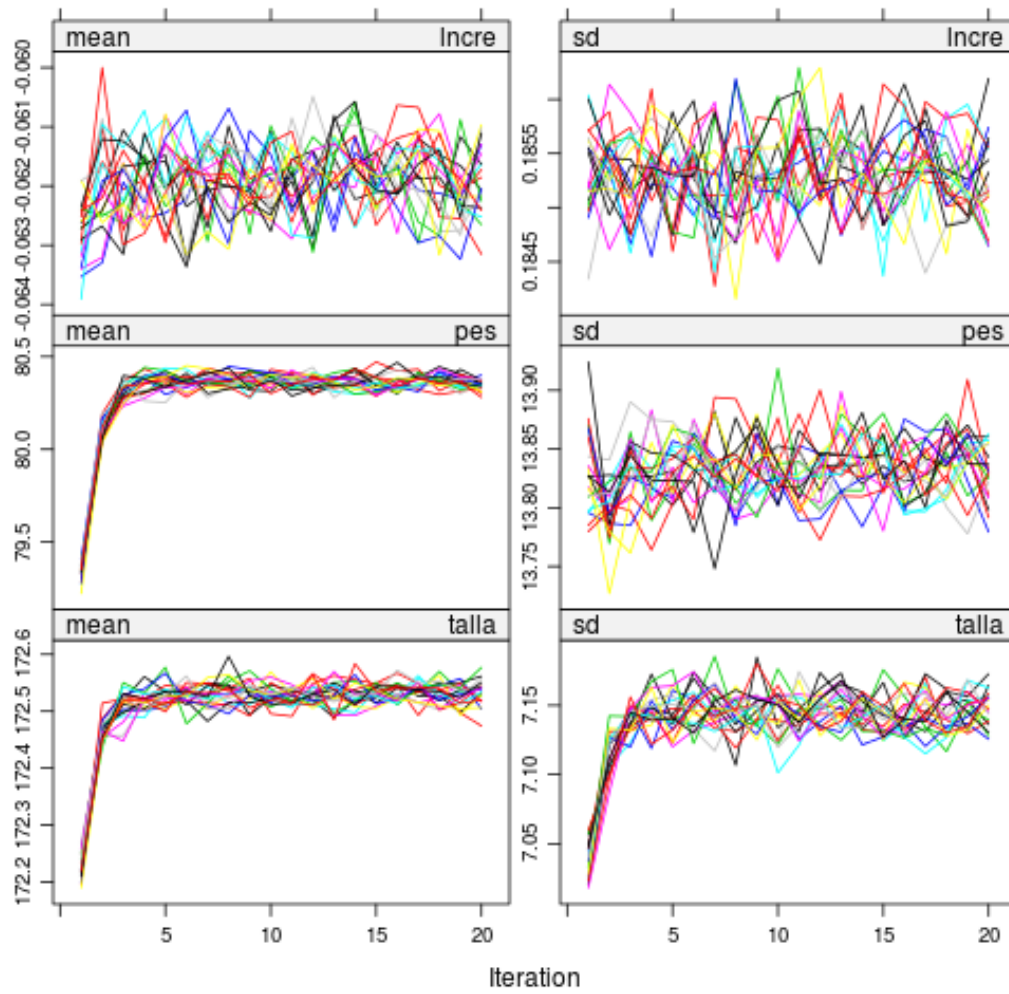 mean Incre
sd Incre
-0.060
-0.061
-0.062
-0.063
-0.064
0.1855
0.1845
mean pes
sd pes
80.5
80.0
79.5
13.90
13.85
13.80
13.75
mean talla
sd talla
172.6
172.5
172.4
172.3
172.2
7.15
7.10
7.05
5 10 15 20
5 10 15 20
Iteration